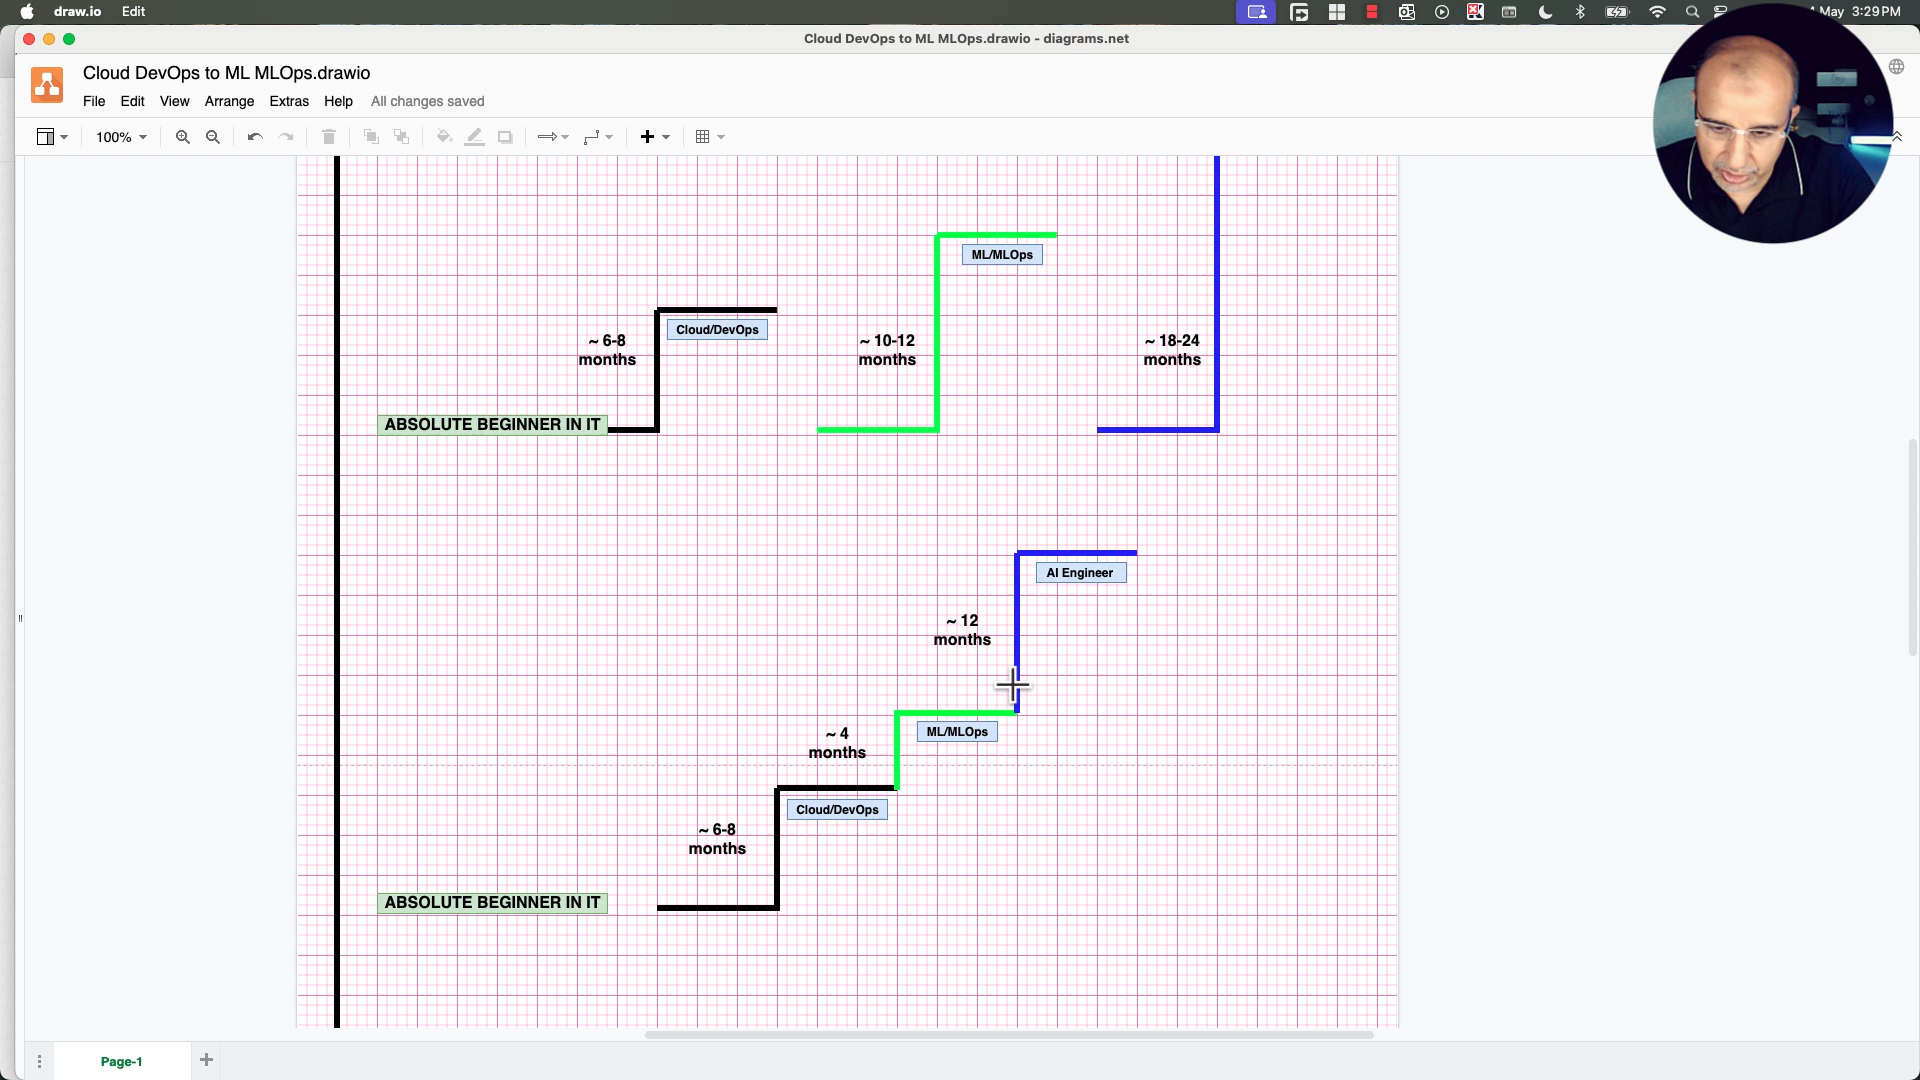 draw.io Edit
May 3:29 PM
Cloud DevOps to ML MLOps.drawio - diagrams.net
Cloud DevOps to ML MLOps.drawio
File Edit View Arrange Extras Help All changes saved
100%
ML/MLOps
Cloud/DevOps
~ 6-8
months
~ 10-12
months
~ 18-24
months
ABSOLUTE BEGINNER IN IT
AI Engineer
~ 12
months
ML/MLOps
~ 4
months
Cloud/DevOps
~ 6-8
months
ABSOLUTE BEGINNER IN IT
Page-1